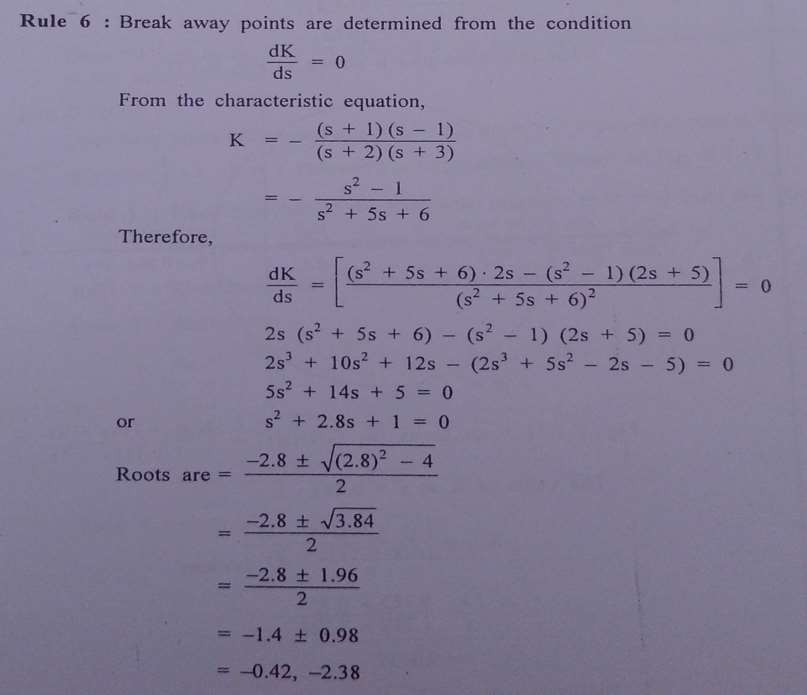 Rule 6 : Break away points are determined from the condition
dK/ds = 0
From the characteristic equation,
K = − (s + 1) (s − 1) / (s + 2) (s + 3)
= − s² − 1 / s² + 5s + 6
Therefore,
dK/ds = [(s² + 5s + 6) · 2s − (s² − 1) (2s + 5) / (s² + 5s + 6)²] = 0
2s (s² + 5s + 6) − (s² − 1) (2s + 5) = 0
2s³ + 10s² + 12s − (2s³ + 5s² − 2s − 5) = 0
5s² + 14s + 5 = 0
or s² + 2.8s + 1 = 0
Roots are = −2.8 ± √(2.8)² − 4 / 2
= −2.8 ± √3.84 / 2
= −2.8 ± 1.96 / 2
= −1.4 ± 0.98
= −0.42, −2.38